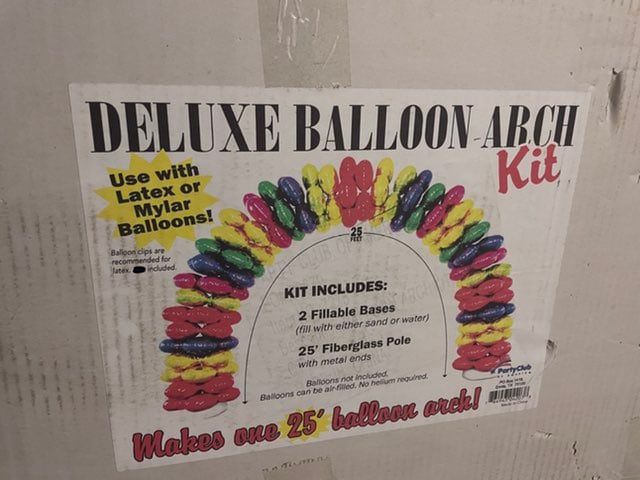 DELUXE BALLOON ARCH
Kit
Use with
Latex or
Mylar
Balloons!
Balloon clips are
recommended for
latex. included.
25
FEET
KIT INCLUDES:
2 Fillable Bases
(fill with either sand or water)
25' Fiberglass Pole
with metal ends
Balloons not included.
Balloons can be air-filled. No helium required.
PartyClub
Makes one 25' balloon arch!